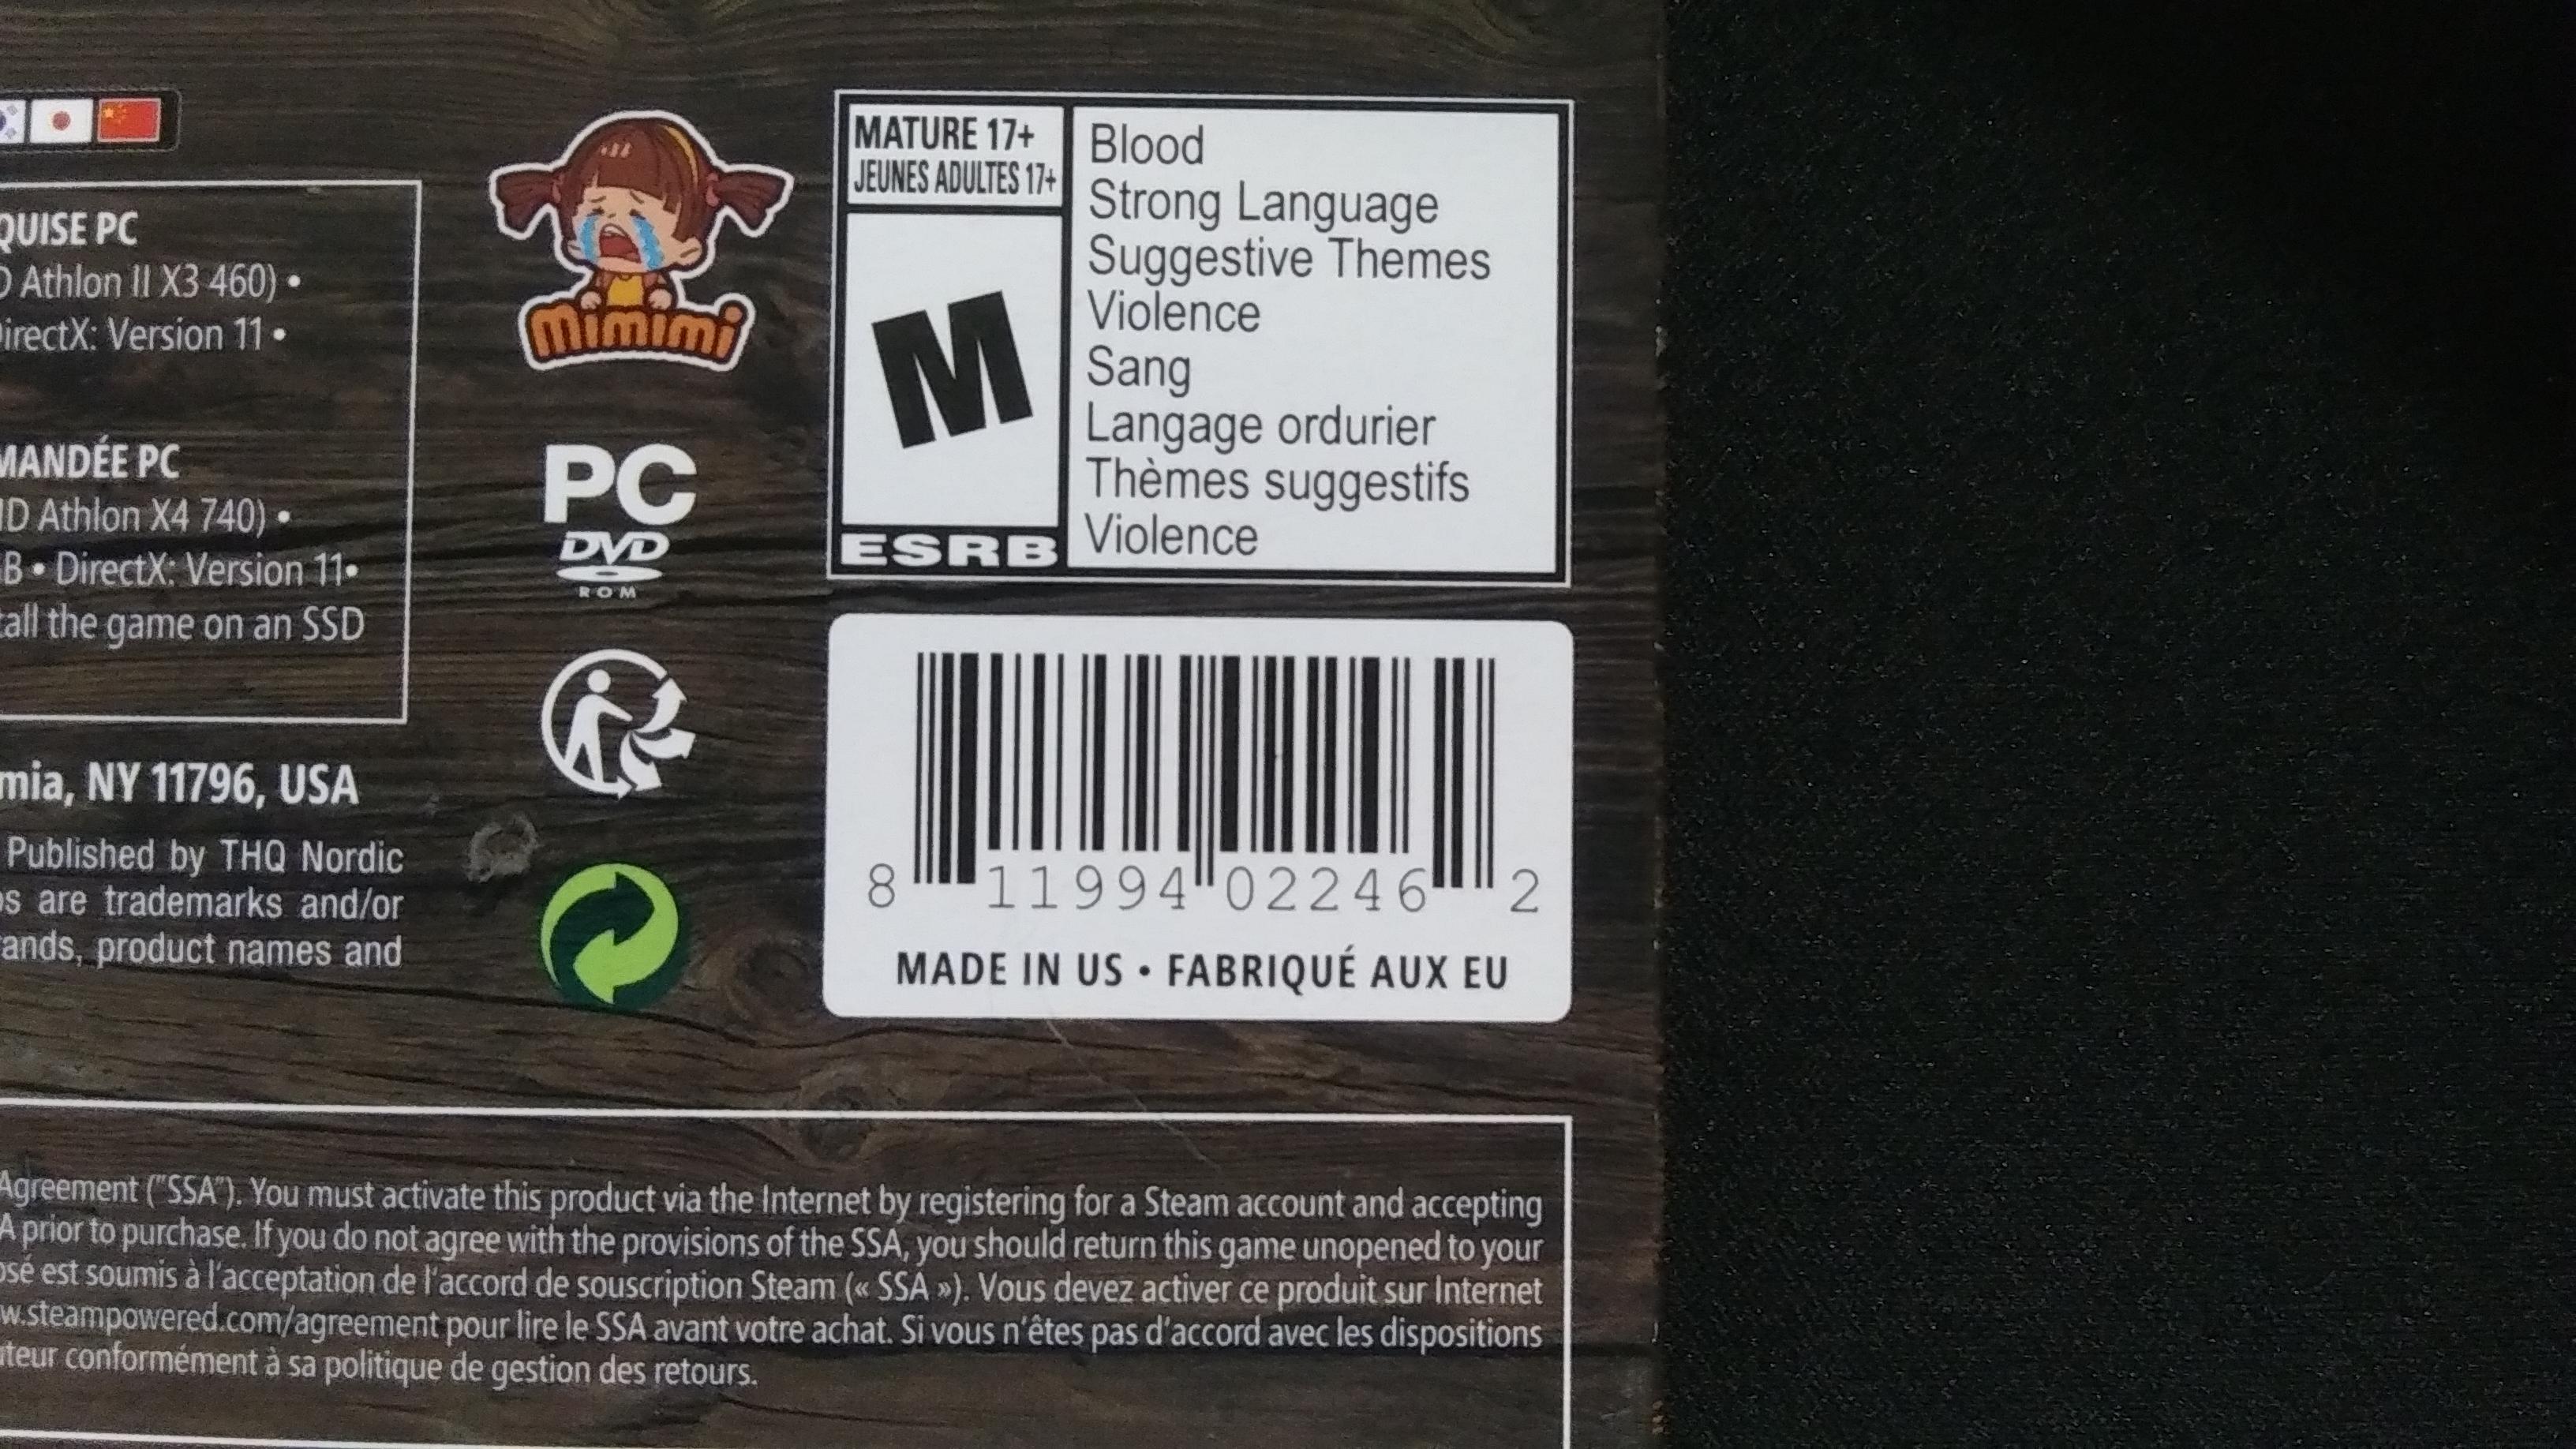 QUISE PC
D Athlon II X3 460) •
DirectX: Version 11 •
MANDÉE PC
MD Athlon X4 740) •
B • DirectX: Version 11•
tall the game on an SSD
mia, NY 11796, USA
Published by THQ Nordic
os are trademarks and/or
ands, product names and
mimimi
PC
DVD
ROM
MATURE 17+
JEUNES ADULTES 17+
M
ESRB
Blood
Strong Language
Suggestive Themes
Violence
Sang
Langage ordurier
Thèmes suggestifs
Violence
8 11994 02246 2
MADE IN US • FABRIQUÉ AUX EU
Agreement ("SSA"). You must activate this product via the Internet by registering for a Steam account and accepting
A prior to purchase. If you do not agree with the provisions of the SSA, you should return this game unopened to your
osé est soumis à l'acceptation de l'accord de souscription Steam (« SSA »). Vous devez activer ce produit sur Internet
w.steampowered.com/agreement pour lire le SSA avant votre achat. Si vous n'êtes pas d'accord avec les dispositions
ateur conformément à sa politique de gestion des retours.